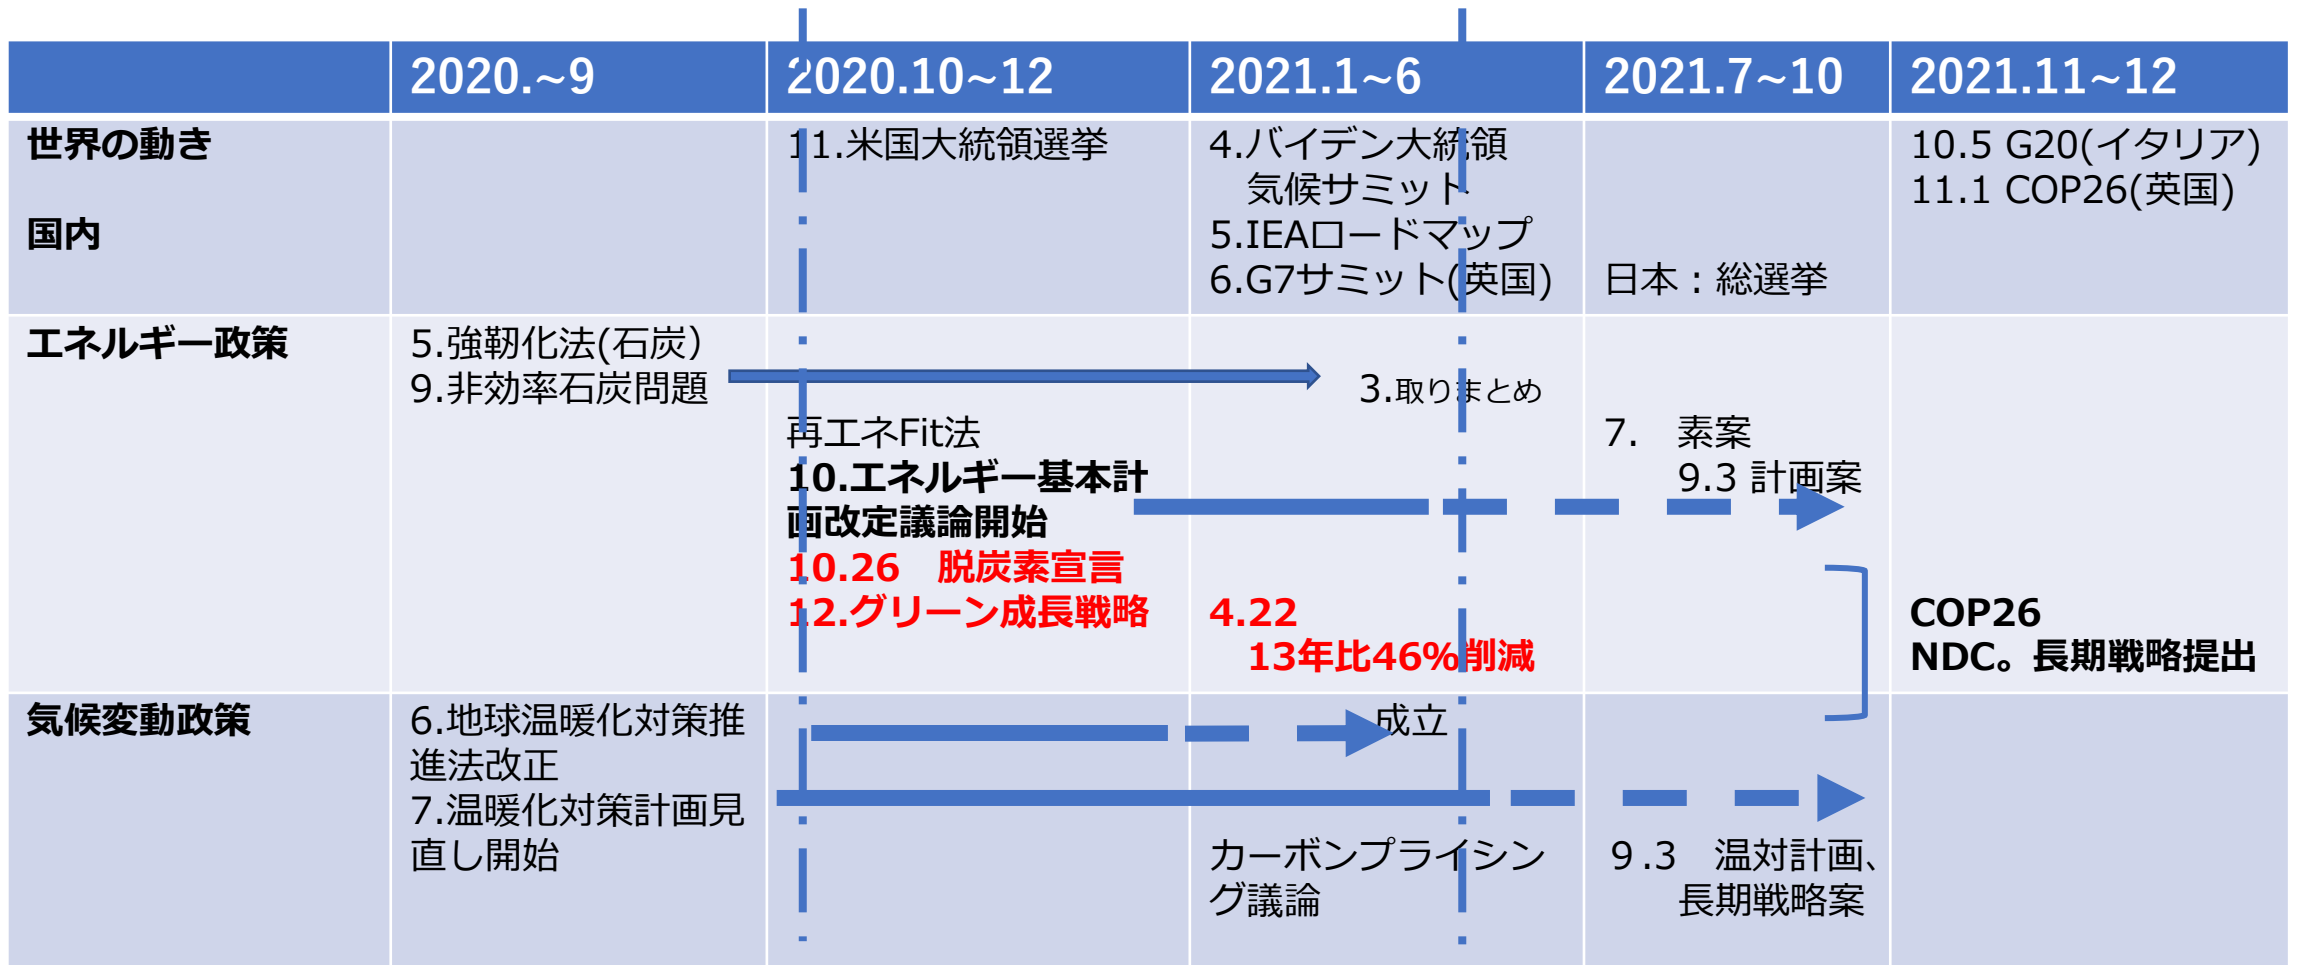 2020.~9
2020.10~12
2021.1~6
2021.7~10
2021.11~12
世界の動き
国内
11.米国大統領選挙
4.バイデン大統領
気候サミット
5.IEAロードマップ
6.G7サミット(英国)
日本：総選挙
10.5 G20(イタリア)
11.1 COP26(英国)
エネルギー政策
5.強靭化法(石炭）
9.非効率石炭問題
再エネFit法
10.エネルギー基本計
画改定議論開始
10.26　脱炭素宣言
12.グリーン成長戦略
3.取りまとめ
4.22
13年比46%削減
7.　素案
9.3 計画案
COP26
NDC。長期戦略提出
気候変動政策
6.地球温暖化対策推
進法改正
7.温暖化対策計画見
直し開始
成立
カーボンプライシン
グ議論
９.3　温対計画、
長期戦略案